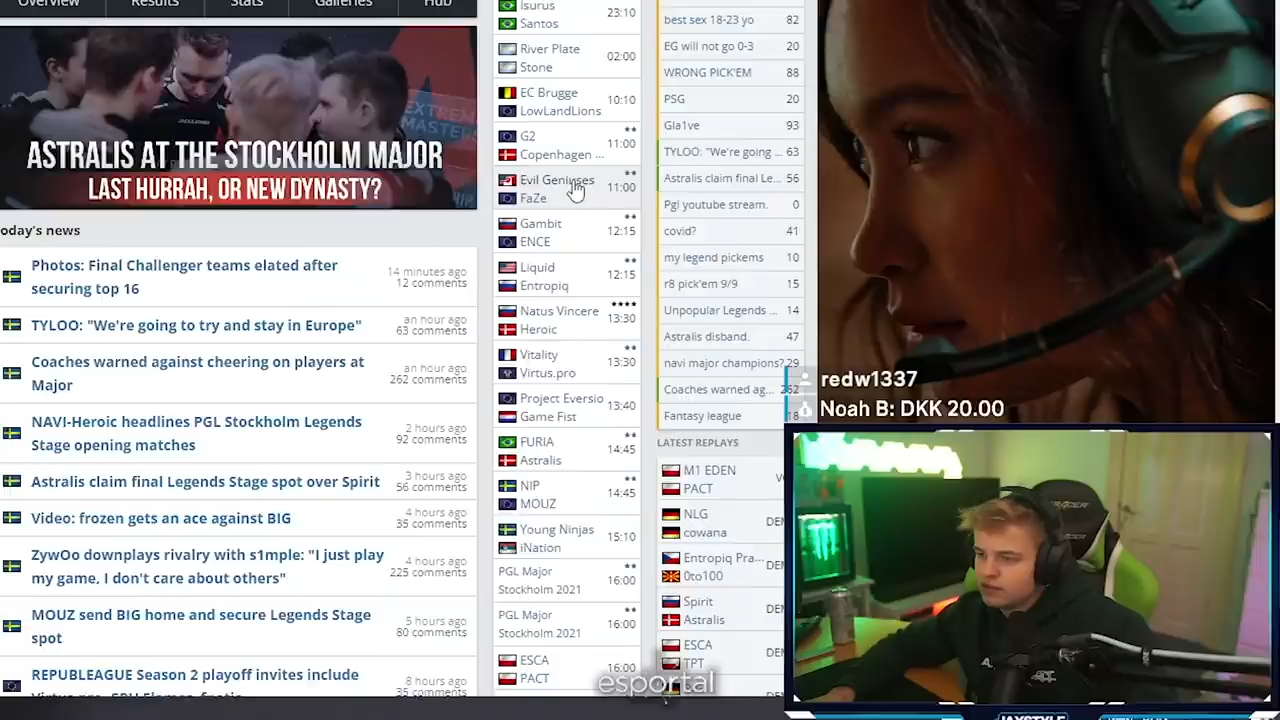 Overview Results Stats Galleries Hub
ASTRALIS AT THE STOCKHOLM MAJOR
LAST HURRAH, OR NEW DYNASTY?
EXTREME
MASTERS
oday's
Photos: Final Challenger teams elated after
securing top 16
14 minutes ago
12 comments
TYLOO: "We're going to try and stay in Europe"
an hour ago
63 comments
Coaches warned against cheering on players at
Major
an hour ago
262 comments
NAVI-Heroic headlines PGL Stockholm Legends
Stage opening matches
2 hours ago
92 comments
Astralis claim final Legends Stage spot over Spirit
3 hours ago
56 comments
Video: frozen gets an ace against BIG
4 hours ago
35 comments
ZywOo downplays rivalry with s1mple: "I just play
my game, I don't care about others"
4 hours ago
225 comments
MOUZ send BIG home and secure Legends Stage
spot
5 hours ago
80 comments
REPUBLEAGUE Season 2 playoff invites include
8 hours ago
35 comments
Isurus
Santos
23:10
River Plate
Stone
02:00
EC Brugge
LowLandLions
10:10
G2
Copenhagen ...
11:00
Evil Geniuses
FaZe
11:00
Gambit
ENCE
12:15
Liquid
Entropiq
12:15
Natus Vincere
Heroic
13:30
Vitality
Virtus.pro
13:30
Project Eversio
Game Fist
13:40
FURIA
Astralis
14:45
NIP
MOUZ
14:45
Young Ninjas
iNation
15:10
PGL Major
Stockholm 2021
16:00
PGL Major
Stockholm 2021
16:00
ESCA
PACT
16:00
best sex 18-23 yo 82
EG will not go 0-3 20
WRONG PICK'EM 88
PSG 20
Gla1ve 93
TYLOO: "We're going ... 63
Astralis claim final Le... 56
Pgl youtube stream. 0
covid? 41
my legend pickems 10
r8 pick'em 9/9 15
Unpopular Legends ... 14
Astralis disband. 47
navi major champions? 29
Coaches warned ag... 262
Fantasy league 18
LATEST REPLAYS
M1 EDEN
PACT
NLG
cowana
DEM
Entropiq Pra...
0to100
DEM
Spirit
Astralis
DEM
ESCA
TPT
DEM
esportal
redw1337
Noah B: DKK 20.00
JAYSTYLE